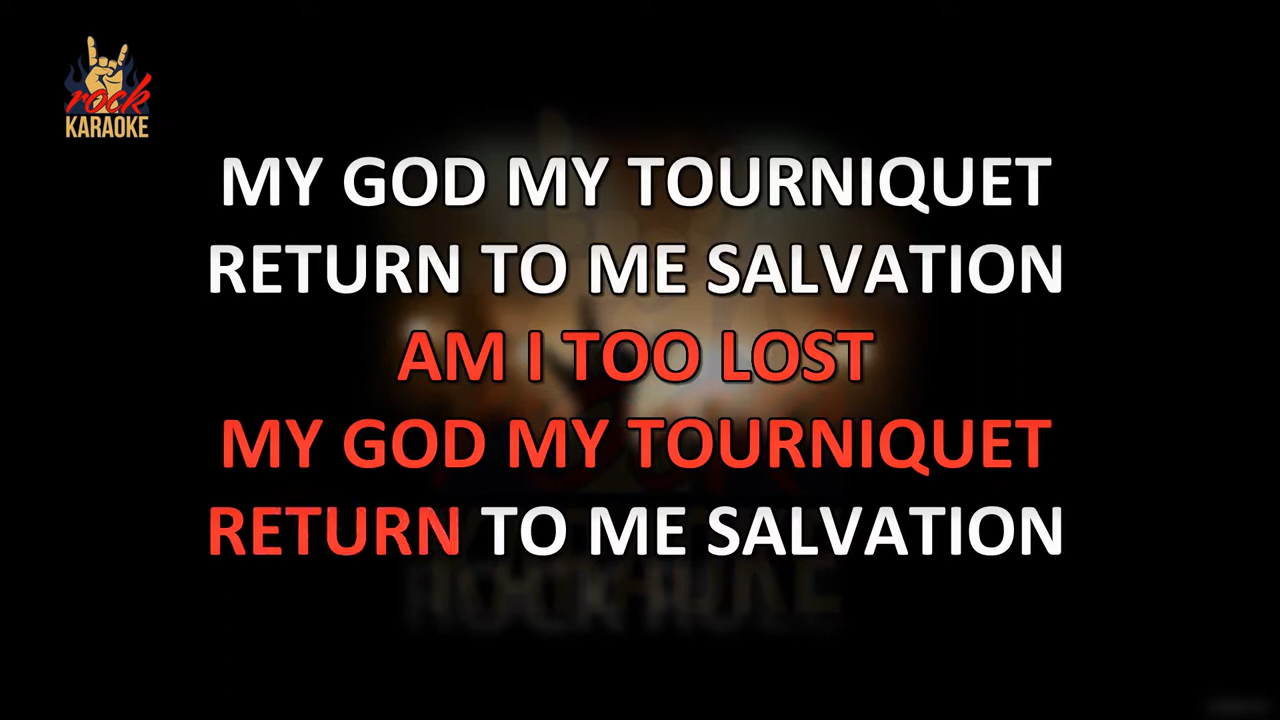 rock
KARAOKE
MY GOD MY TOURNIQUET
RETURN TO ME SALVATION
AM I TOO LOST
MY GOD MY TOURNIQUET
RETURN TO ME SALVATION